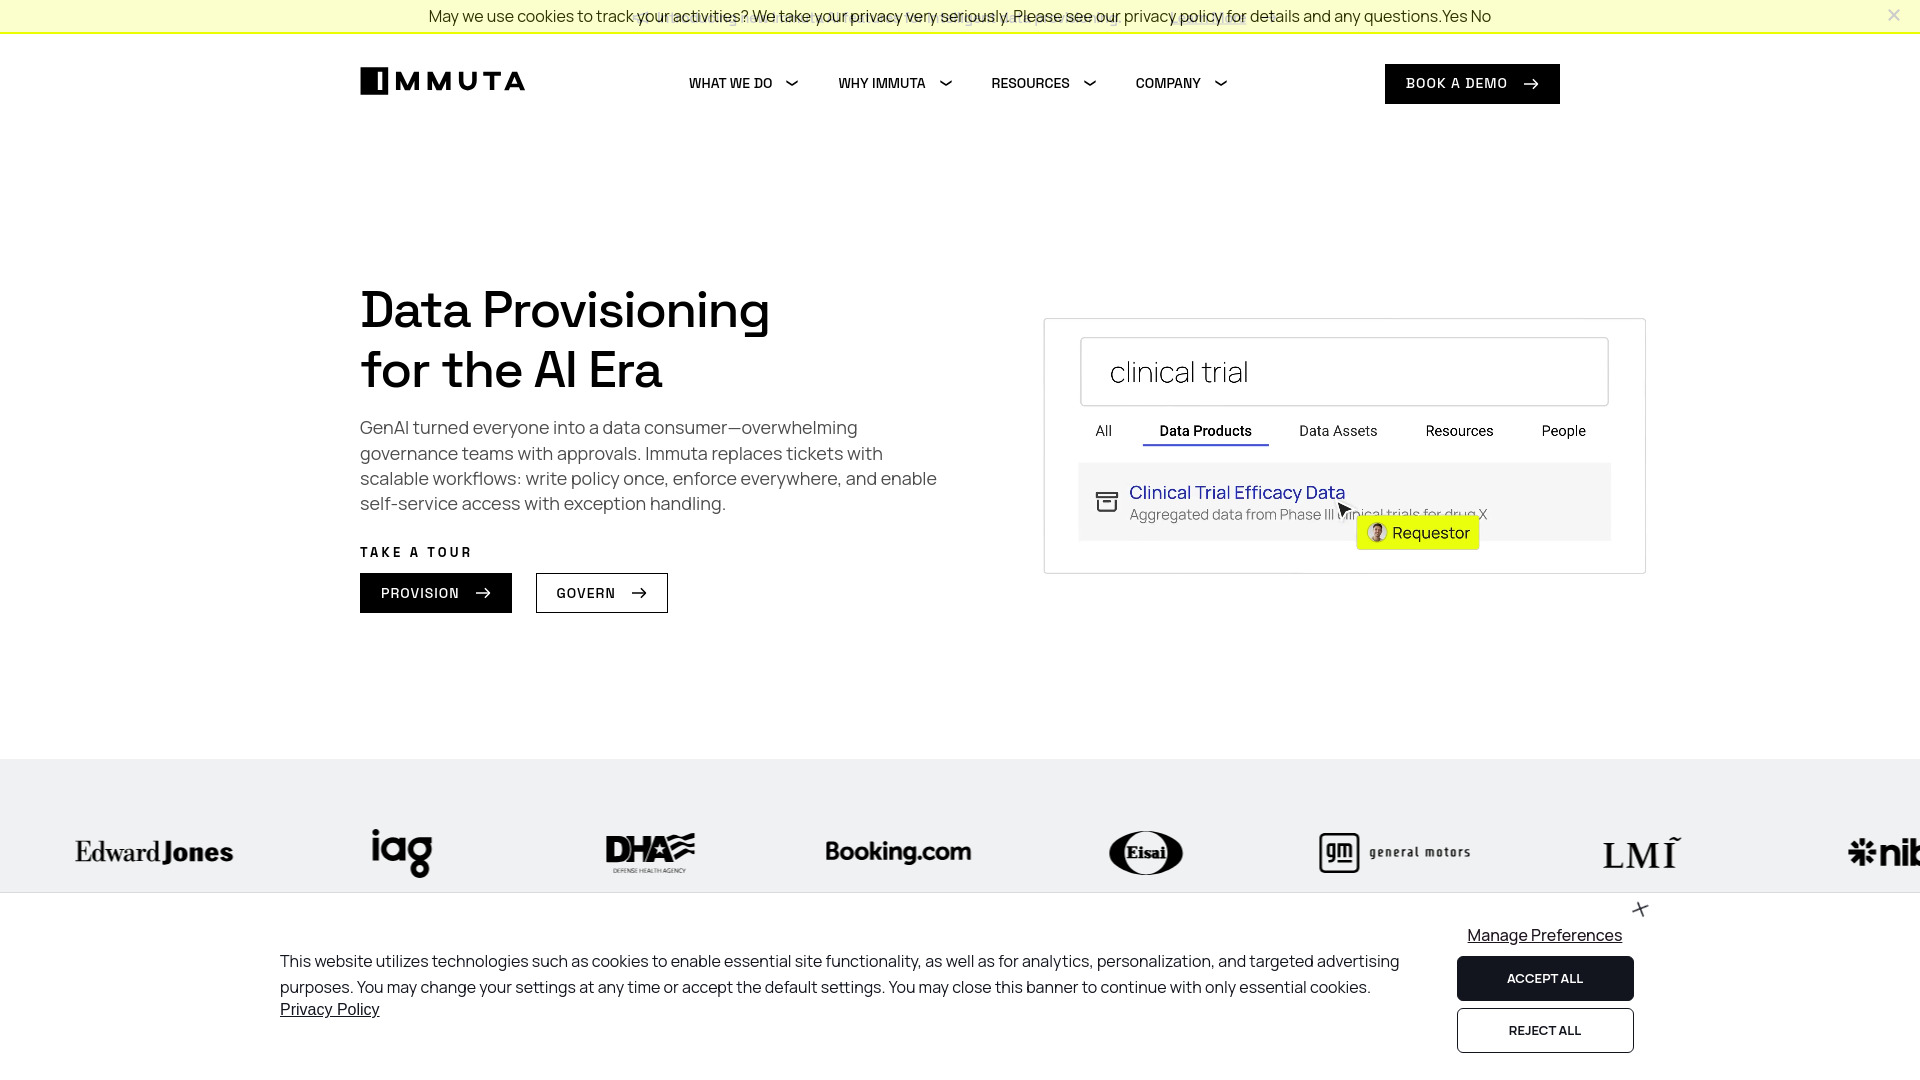 May we use cookies to track your activities? We take your privacy very seriously. Please see our privacy policy for details and any questions.Yes No
IMMUTA
WHAT WE DO
WHY IMMUTA
RESOURCES
COMPANY
BOOK A DEMO
Data Provisioning
for the AI Era
GenAI turned everyone into a data consumer—overwhelming
governance teams with approvals. Immuta replaces tickets with
scalable workflows: write policy once, enforce everywhere, and enable
self-service access with exception handling.
TAKE A TOUR
PROVISION
GOVERN
clinical trial
All
Data Products
Data Assets
Resources
People
Clinical Trial Efficacy Data
Aggregated data from Phase III clinical trials for drug X
Requestor
Edward Jones
iag
DHA
DEFENSE HEALTH AGENCY
Booking.com
Eisai
gm general motors
LMI
nib
Manage Preferences
This website utilizes technologies such as cookies to enable essential site functionality, as well as for analytics, personalization, and targeted advertising
purposes. You may change your settings at any time or accept the default settings. You may close this banner to continue with only essential cookies.
Privacy Policy
ACCEPT ALL
REJECT ALL